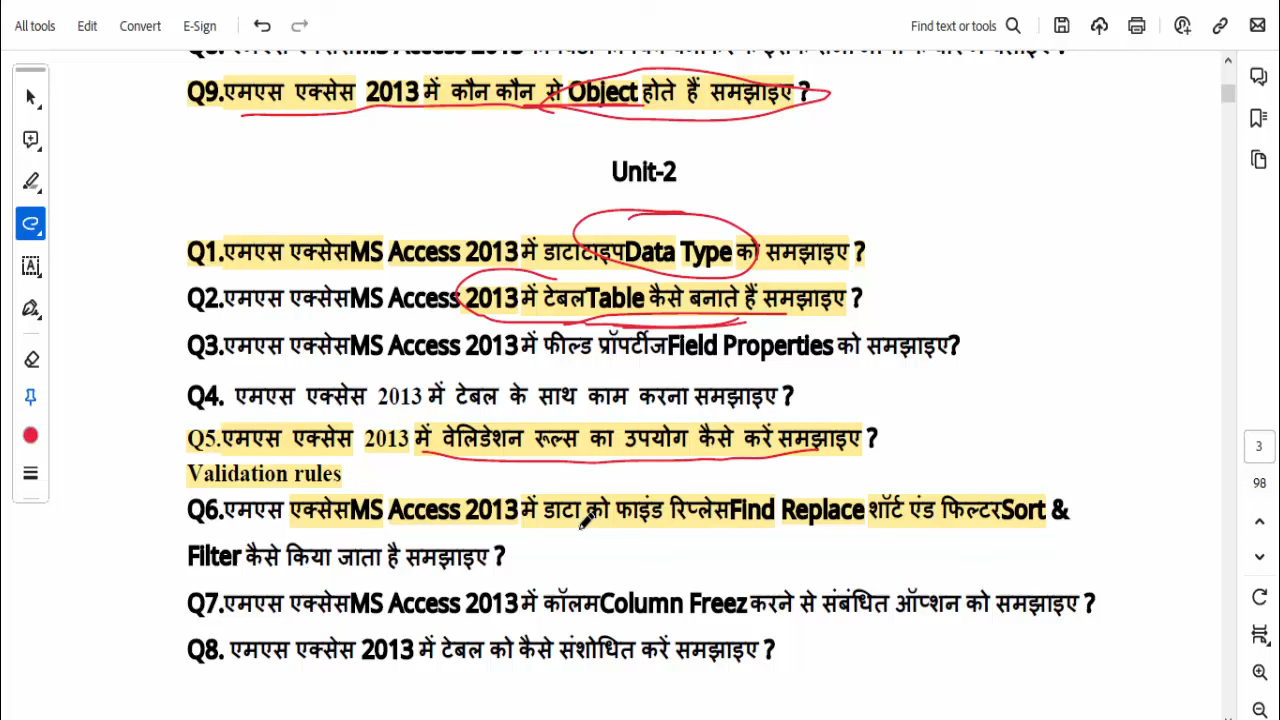 All tools Edit Convert E-Sign Find text or tools
MS Access 2013
Q9.एमएस एक्सेस 2013 में कौन कौन से Object होते हैं समझाइए ?
Unit-2
Q1.एमएस एक्सेसMS Access 2013 में डाटाटाइपData Type को समझाइए ?
Q2.एमएस एक्सेसMS Access 2013 में टेबलTable कैसे बनाते हैं समझाइए ?
Q3.एमएस एक्सेसMS Access 2013 में फील्ड प्रॉपर्टीजField Properties को समझाइए?
Q4. एमएस एक्सेस 2013 में टेबल के साथ काम करना समझाइए ?
Q5.एमएस एक्सेस 2013 में वेलिडेशन रूल्स का उपयोग कैसे करें समझाइए ?
Validation rules
Q6.एमएस एक्सेसMS Access 2013 में डाटा को फाइंड रिप्लेसFind Replace शॉर्ट एंड फिल्टरSort &
Filter कैसे किया जाता है समझाइए ?
Q7.एमएस एक्सेसMS Access 2013 में कॉलमColumn Freez करने से संबंधित ऑप्शन को समझाइए ?
Q8. एमएस एक्सेस 2013 में टेबल को कैसे संशोधित करें समझाइए ?
3
98